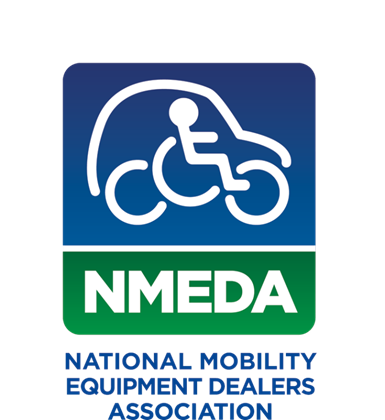 NMEDA
NATIONAL MOBILITY
EQUIPMENT DEALERS
ASSOCIATION